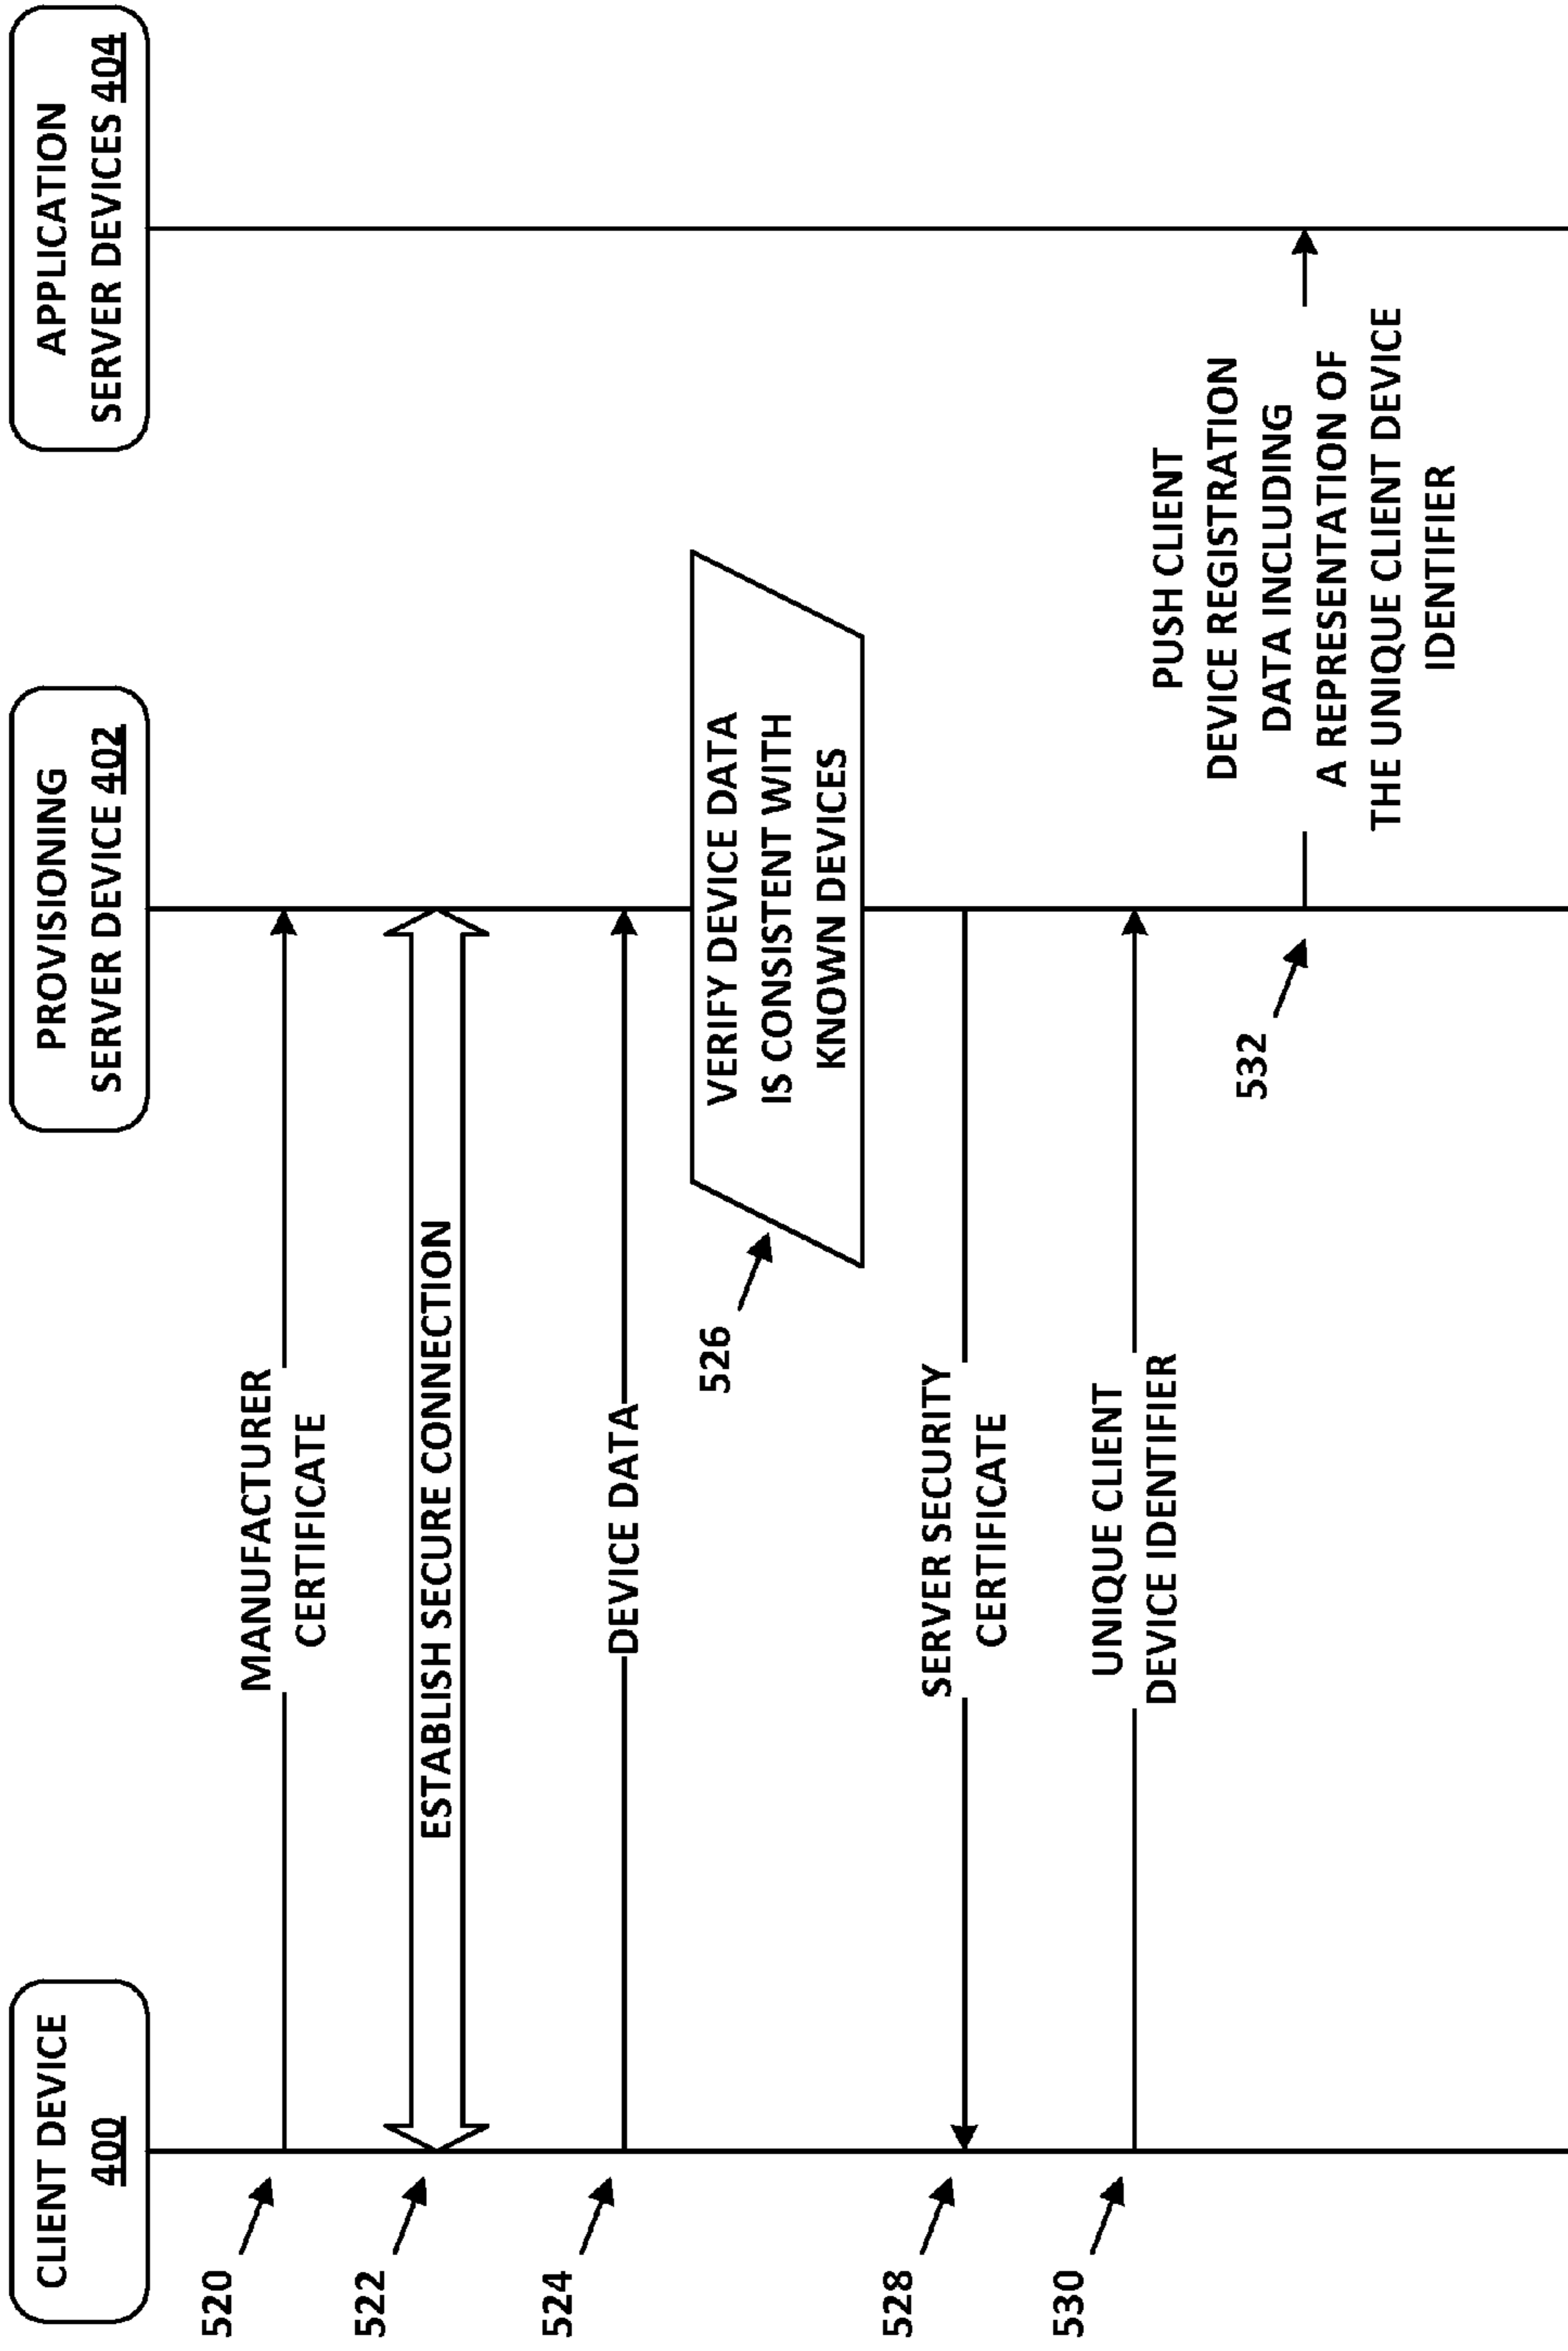 CLIENT DEVICE
400
PROVISIONING
SERVER DEVICE 402
APPLICATION
SERVER DEVICES 404
520
MANUFACTURER
CERTIFICATE
522
ESTABLISH SECURE CONNECTION
524
DEVICE DATA
526
VERIFY DEVICE DATA
IS CONSISTENT WITH
KNOWN DEVICES
528
SERVER SECURITY
CERTIFICATE
530
UNIQUE CLIENT
DEVICE IDENTIFIER
532
PUSH CLIENT
DEVICE REGISTRATION
DATA INCLUDING
A REPRESENTATION OF
THE UNIQUE CLIENT DEVICE
IDENTIFIER